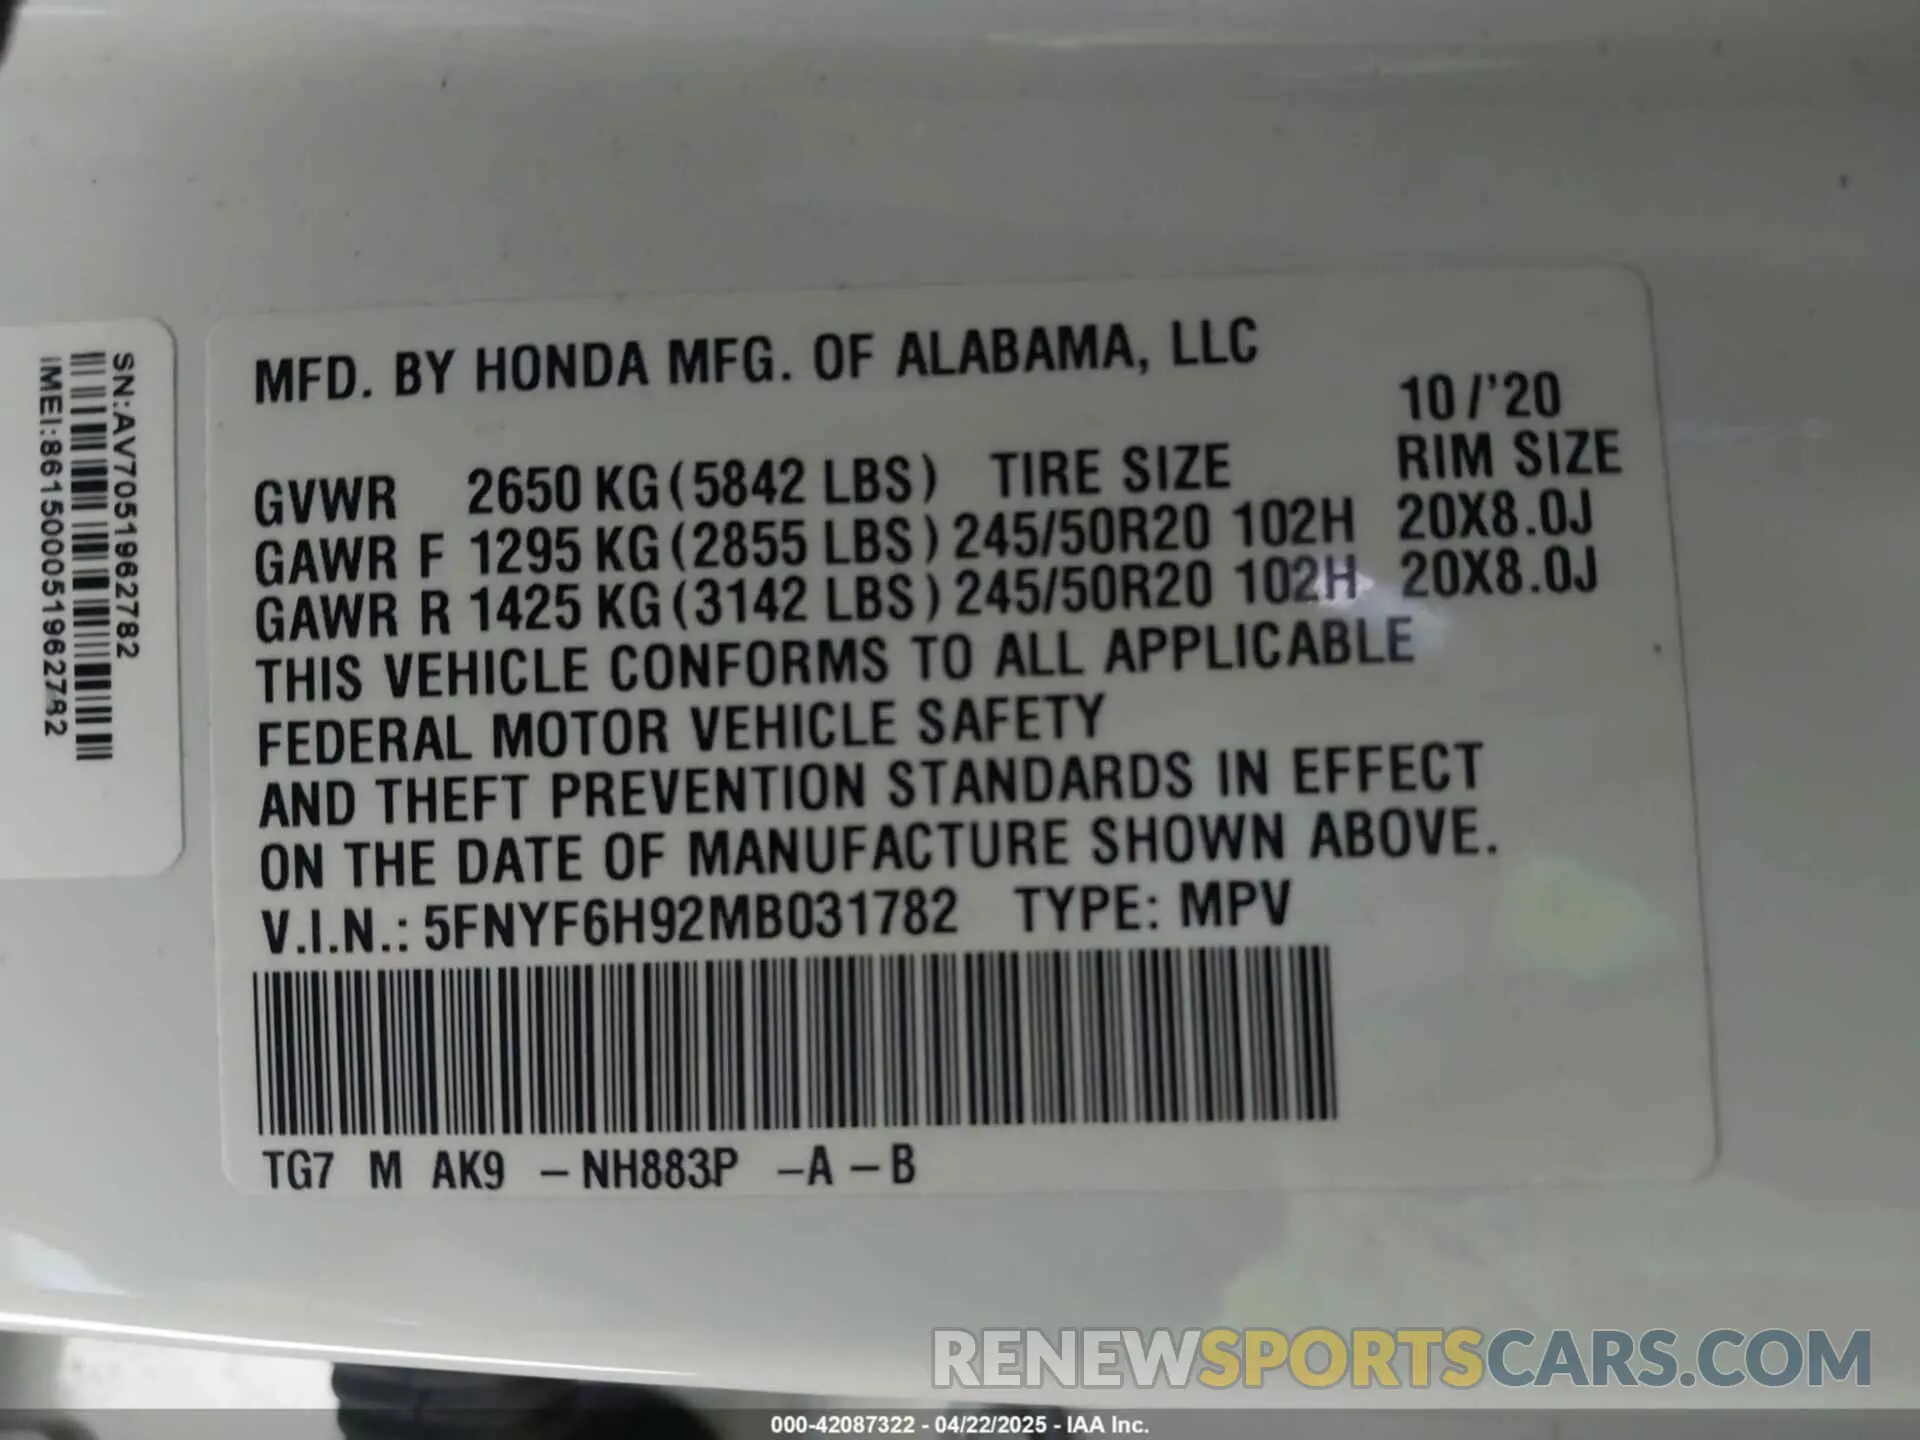 MFD. BY HONDA MFG. OF ALABAMA, LLC
10/'20
GVWR 2650 KG (5842 LBS) TIRE SIZE RIM SIZE
GAWR F 1295 KG (2855 LBS) 245/50R20 102H 20X8.0J
GAWR R 1425 KG (3142 LBS) 245/50R20 102H 20X8.0J
THIS VEHICLE CONFORMS TO ALL APPLICABLE
FEDERAL MOTOR VEHICLE SAFETY
AND THEFT PREVENTION STANDARDS IN EFFECT
ON THE DATE OF MANUFACTURE SHOWN ABOVE.
V.I.N.: 5FNYF6H92MB031782 TYPE: MPV
TG7 M AK9 –NH883P –A –B
SN:AV70519627782
IMEI:861500051962782
RENEWSPORTSCARS.COM
000-42087322 - 04/22/2025 - IAA Inc.